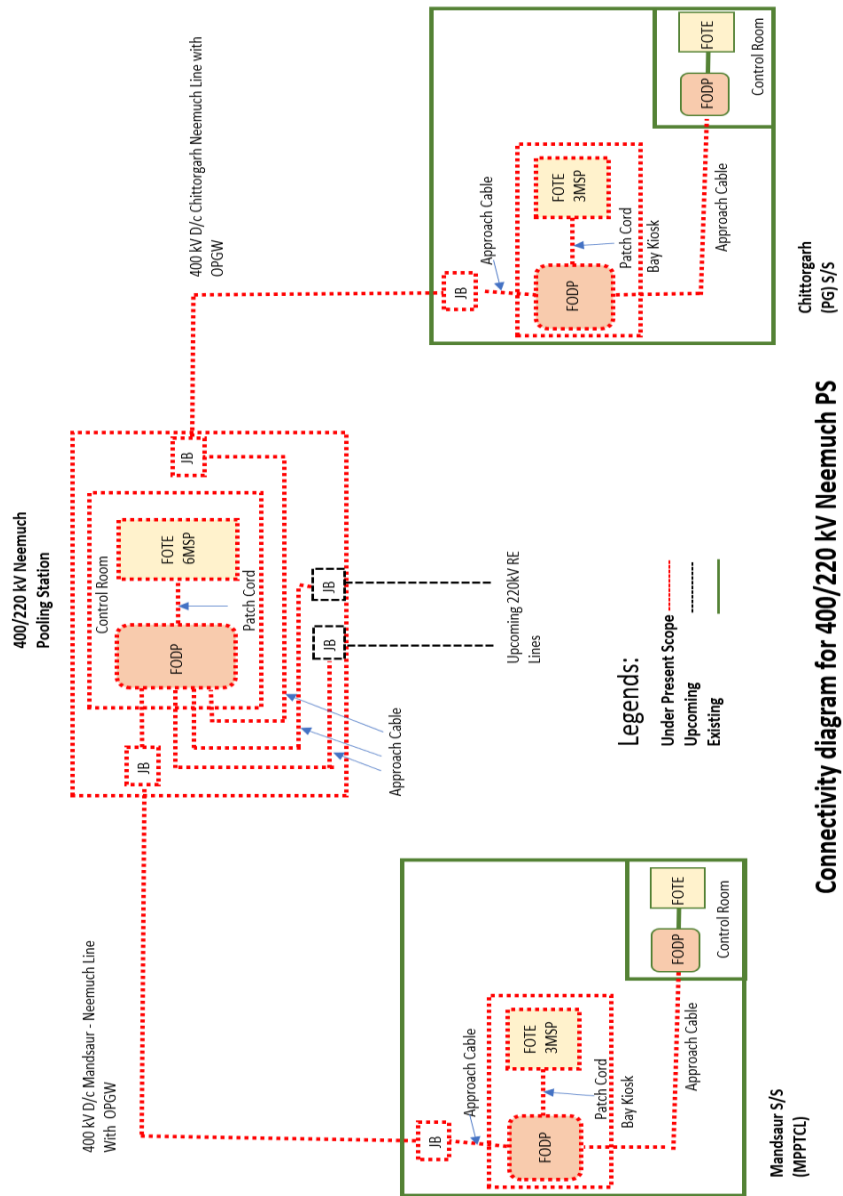 400/220 kV Neemuch
Pooling Station
400 kV D/c Mandsaur - Neemuch Line
With OPGW
400 kV D/c Chittorgarh Neemuch Line with
OPGW
Control Room
JB
FODP
FOTE
6MSP
JB
Patch Cord
Approach Cable
JB
JB
Upcoming 220kV RE
Lines
JB
Approach Cable
FODP
FOTE
3MSP
Patch Cord
Bay Kiosk
Approach Cable
FODP
FOTE
Control Room
Mandsaur S/S
(MPPTCL)
JB
Approach Cable
FODP
FOTE
3MSP
Patch Cord
Bay Kiosk
Approach Cable
FODP
FOTE
Control Room
Chittorgarh
(PG) S/S
Legends:
Under Present Scope
Upcoming
Existing
Connectivity diagram for 400/220 kV Neemuch PS